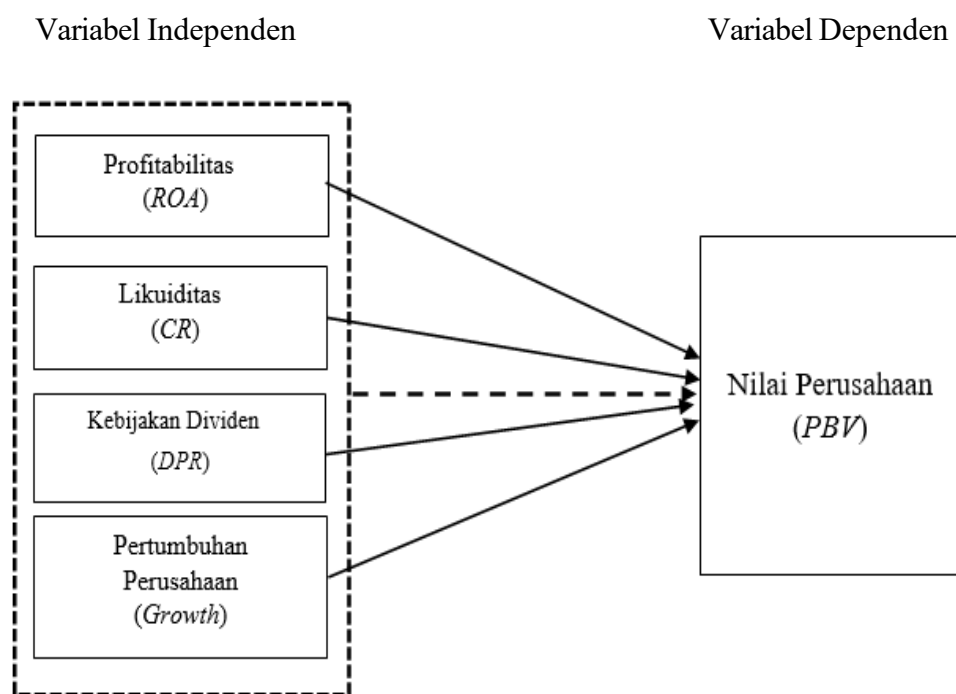 Variabel Independen
Variabel Dependen
Profitabilitas
(ROA)
Likuiditas
(CR)
Kebijakan Dividen
(DPR)
Pertumbuhan
Perusahaan
(Growth)
Nilai Perusahaan
(PBV)